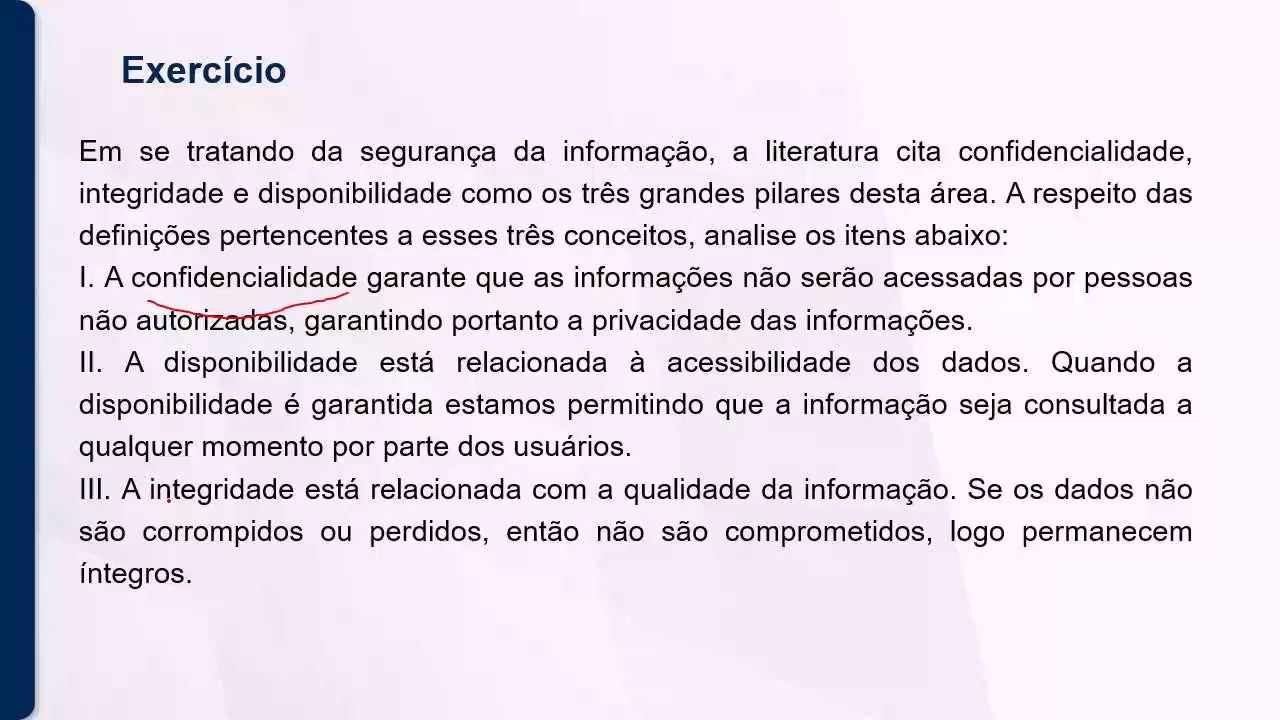 Exercício
Em se tratando da segurança da informação, a literatura cita confidencialidade,
integridade e disponibilidade como os três grandes pilares desta área. A respeito das
definições pertencentes a esses três conceitos, analise os itens abaixo:
I. A confidencialidade garante que as informações não serão acessadas por pessoas
não autorizadas, garantindo portanto a privacidade das informações.
II. A disponibilidade está relacionada à acessibilidade dos dados. Quando a
disponibilidade é garantida estamos permitindo que a informação seja consultada a
qualquer momento por parte dos usuários.
III. A integridade está relacionada com a qualidade da informação. Se os dados não
são corrompidos ou perdidos, então não são comprometidos, logo permanecem
íntegros.